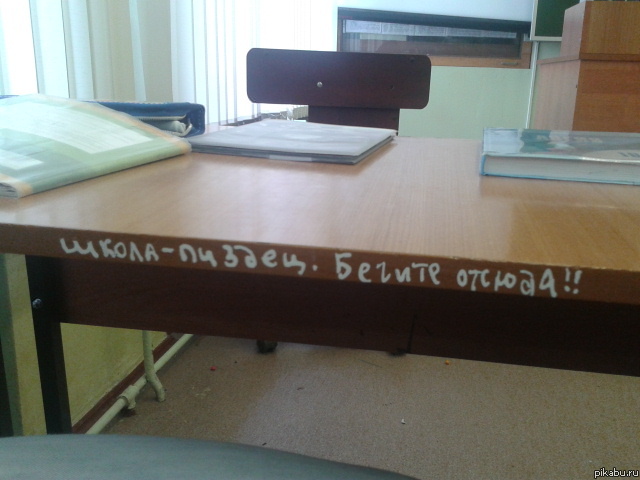 школа-пиздец. Бегите отсюда!!
pikabu.ru